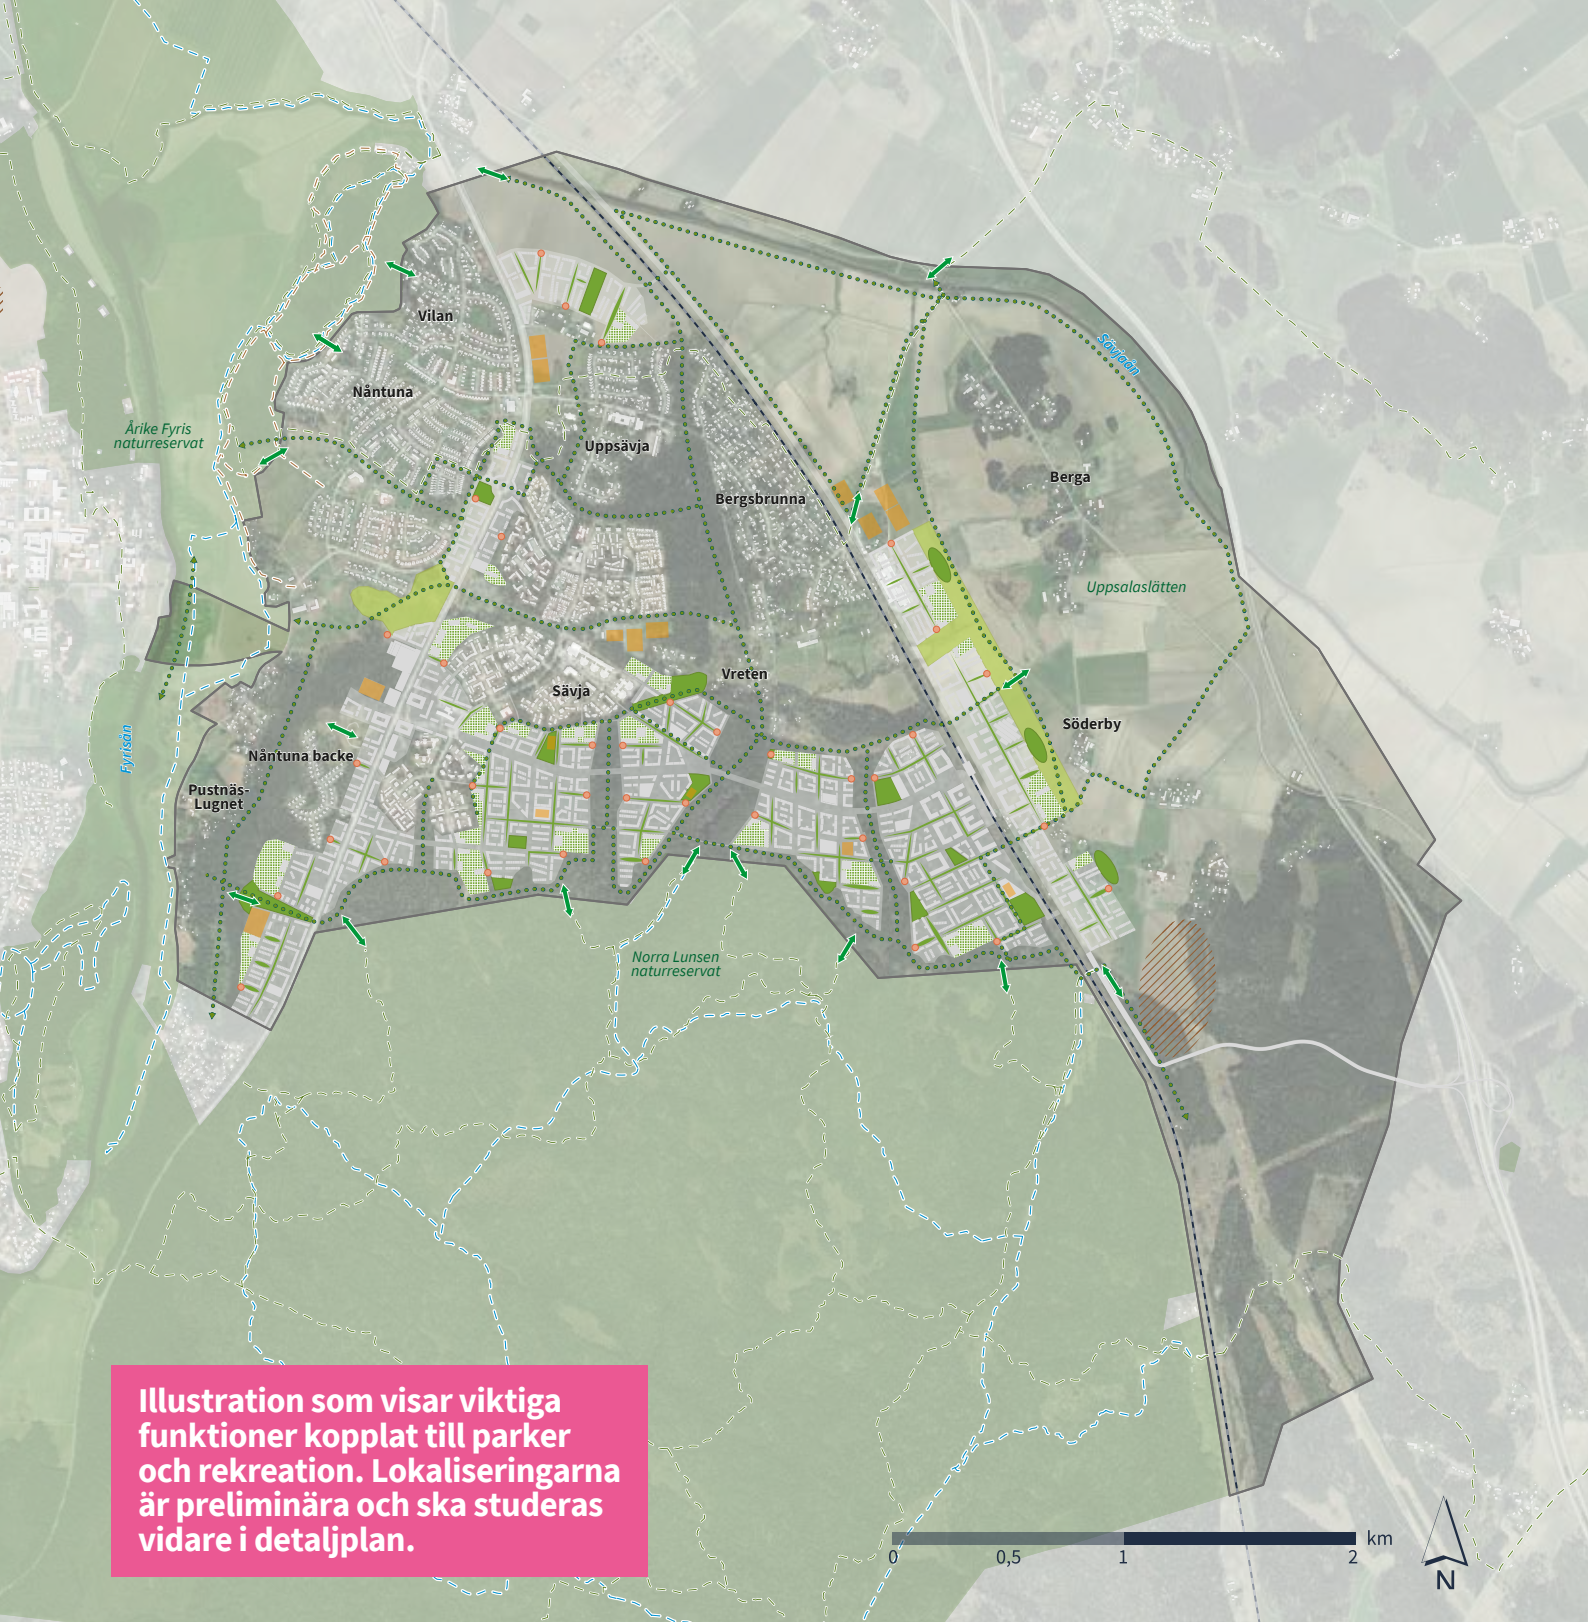 Vilan
Sävjaån
Nåntuna
Årike Fyris
naturreservat
Uppsävja
Berga
Bergsbrunna
Uppsalaslätten
Vreten
Sävja
Söderby
Fyrisån
Nåntuna backe
Pustnäs-
Lugnet
Norra Lunsen
naturreservat
Illustration som visar viktiga
funktioner kopplat till parker
och rekreation. Lokaliseringarna
är preliminära och ska studeras
vidare i detaljplan.
km
0 0,5 1 2
N